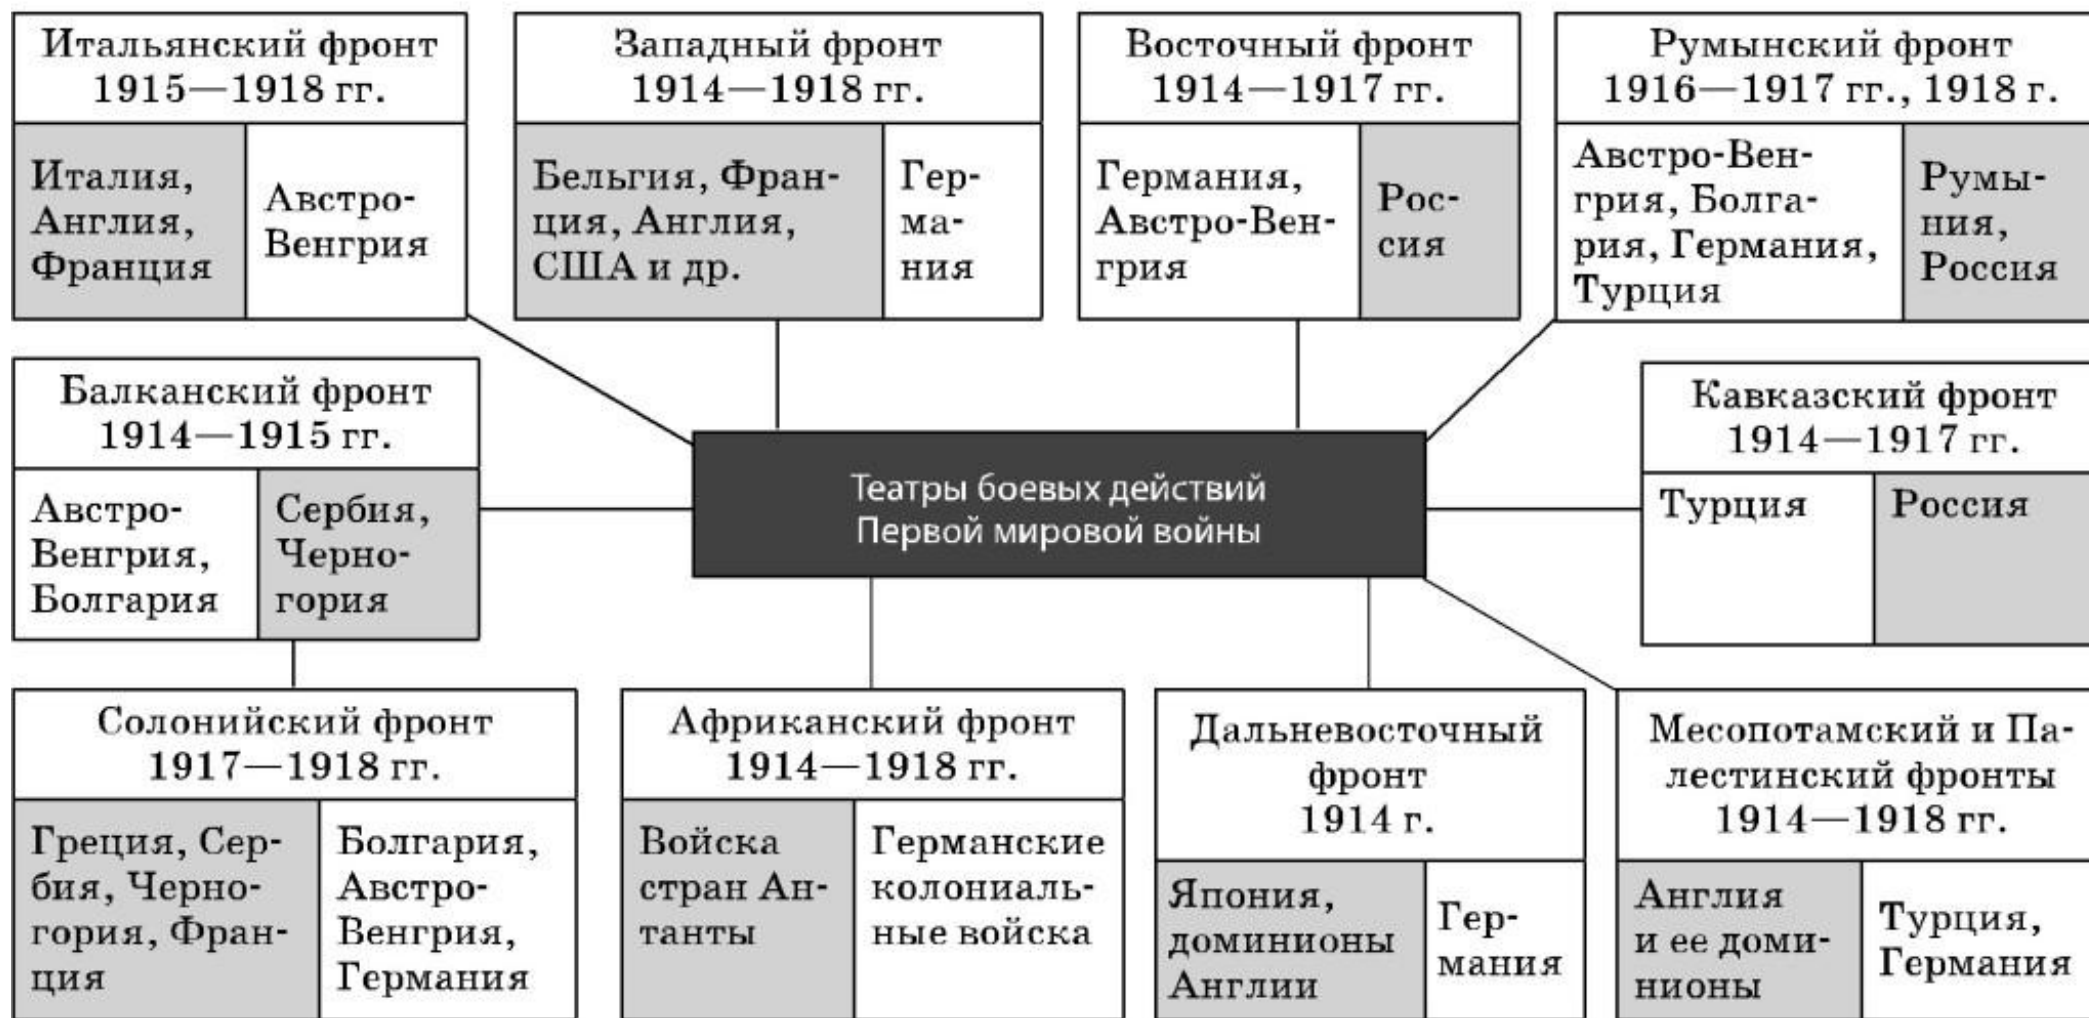 Итальянский фронт
1915—1918 гг.
Италия,
Англия,
Франция
Австро-
Венгрия
Западный фронт
1914—1918 гг.
Бельгия, Фран-
ция, Англия,
США и др.
Гер-
ма-
ния
Восточный фронт
1914—1917 гг.
Германия,
Австро-Вен-
грия
Рос-
сия
Румынский фронт
1916—1917 гг., 1918 г.
Австро-Вен-
грия, Болга-
рия, Германия,
Турция
Румы-
ния,
Россия
Балканский фронт
1914—1915 гг.
Австро-
Венгрия,
Болгария
Сербия,
Черно-
гория
Театры боевых действий
Первой мировой войны
Кавказский фронт
1914—1917 гг.
Турция
Россия
Солонийский фронт
1917—1918 гг.
Греция, Сер-
бия, Черно-
гория, Фран-
ция
Болгария,
Австро-
Венгрия,
Германия
Африканский фронт
1914—1918 гг.
Войска
стран Ан-
танты
Германские
колониаль-
ные войска
Дальневосточный
фронт
1914 г.
Япония,
доминионы
Англии
Гер-
мания
Месопотамский и Па-
лестинский фронты
1914—1918 гг.
Англия
и ее доми-
нионы
Турция,
Германия